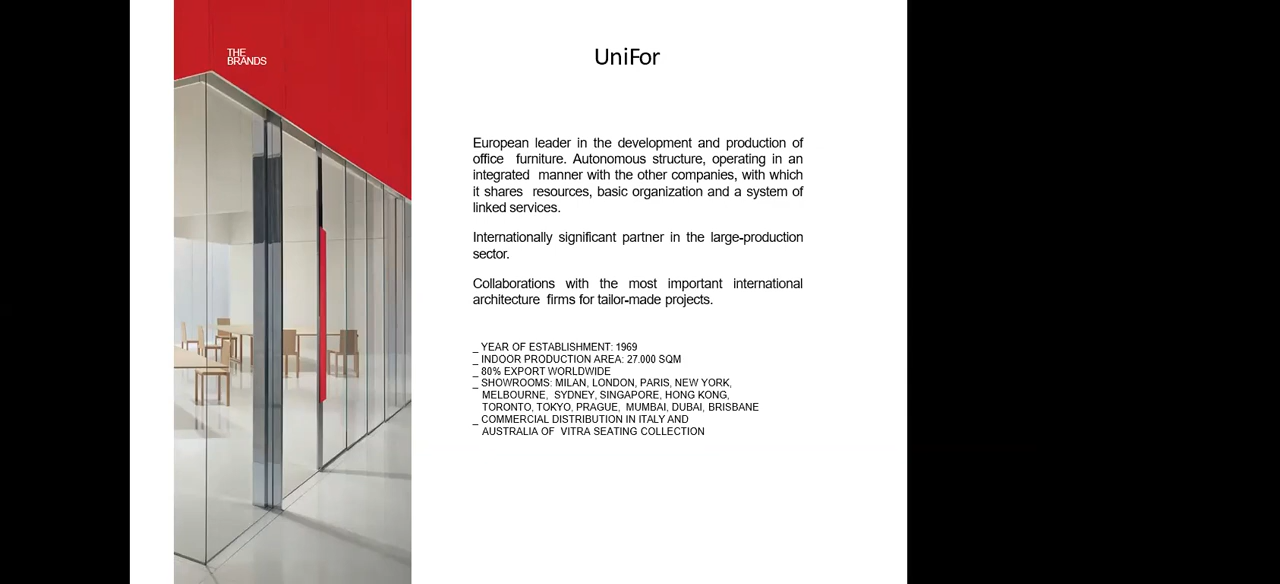 THE
BRANDS
UniFor
European leader in the development and production of
office furniture. Autonomous structure, operating in an
integrated manner with the other companies, with which
it shares resources, basic organization and a system of
linked services.
Internationally significant partner in the large-production
sector.
Collaborations with the most important international
architecture firms for tailor-made projects.
_ YEAR OF ESTABLISHMENT: 1969
_ INDOOR PRODUCTION AREA: 27.000 SQM
_ 80% EXPORT WORLDWIDE
_ SHOWROOMS: MILAN, LONDON, PARIS, NEW YORK,
MELBOURNE, SYDNEY, SINGAPORE, HONG KONG,
TORONTO, TOKYO, PRAGUE, MUMBAI, DUBAI, BRISBANE
_ COMMERCIAL DISTRIBUTION IN ITALY AND
AUSTRALIA OF VITRA SEATING COLLECTION